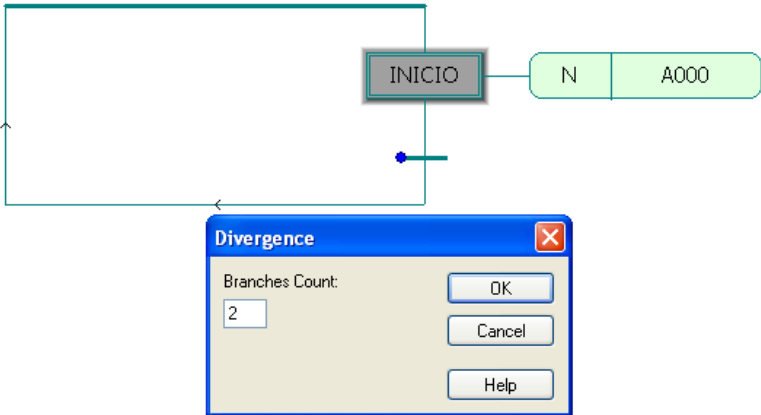 INICIO N A000
Divergence
Branches Count:
2
OK
Cancel
Help